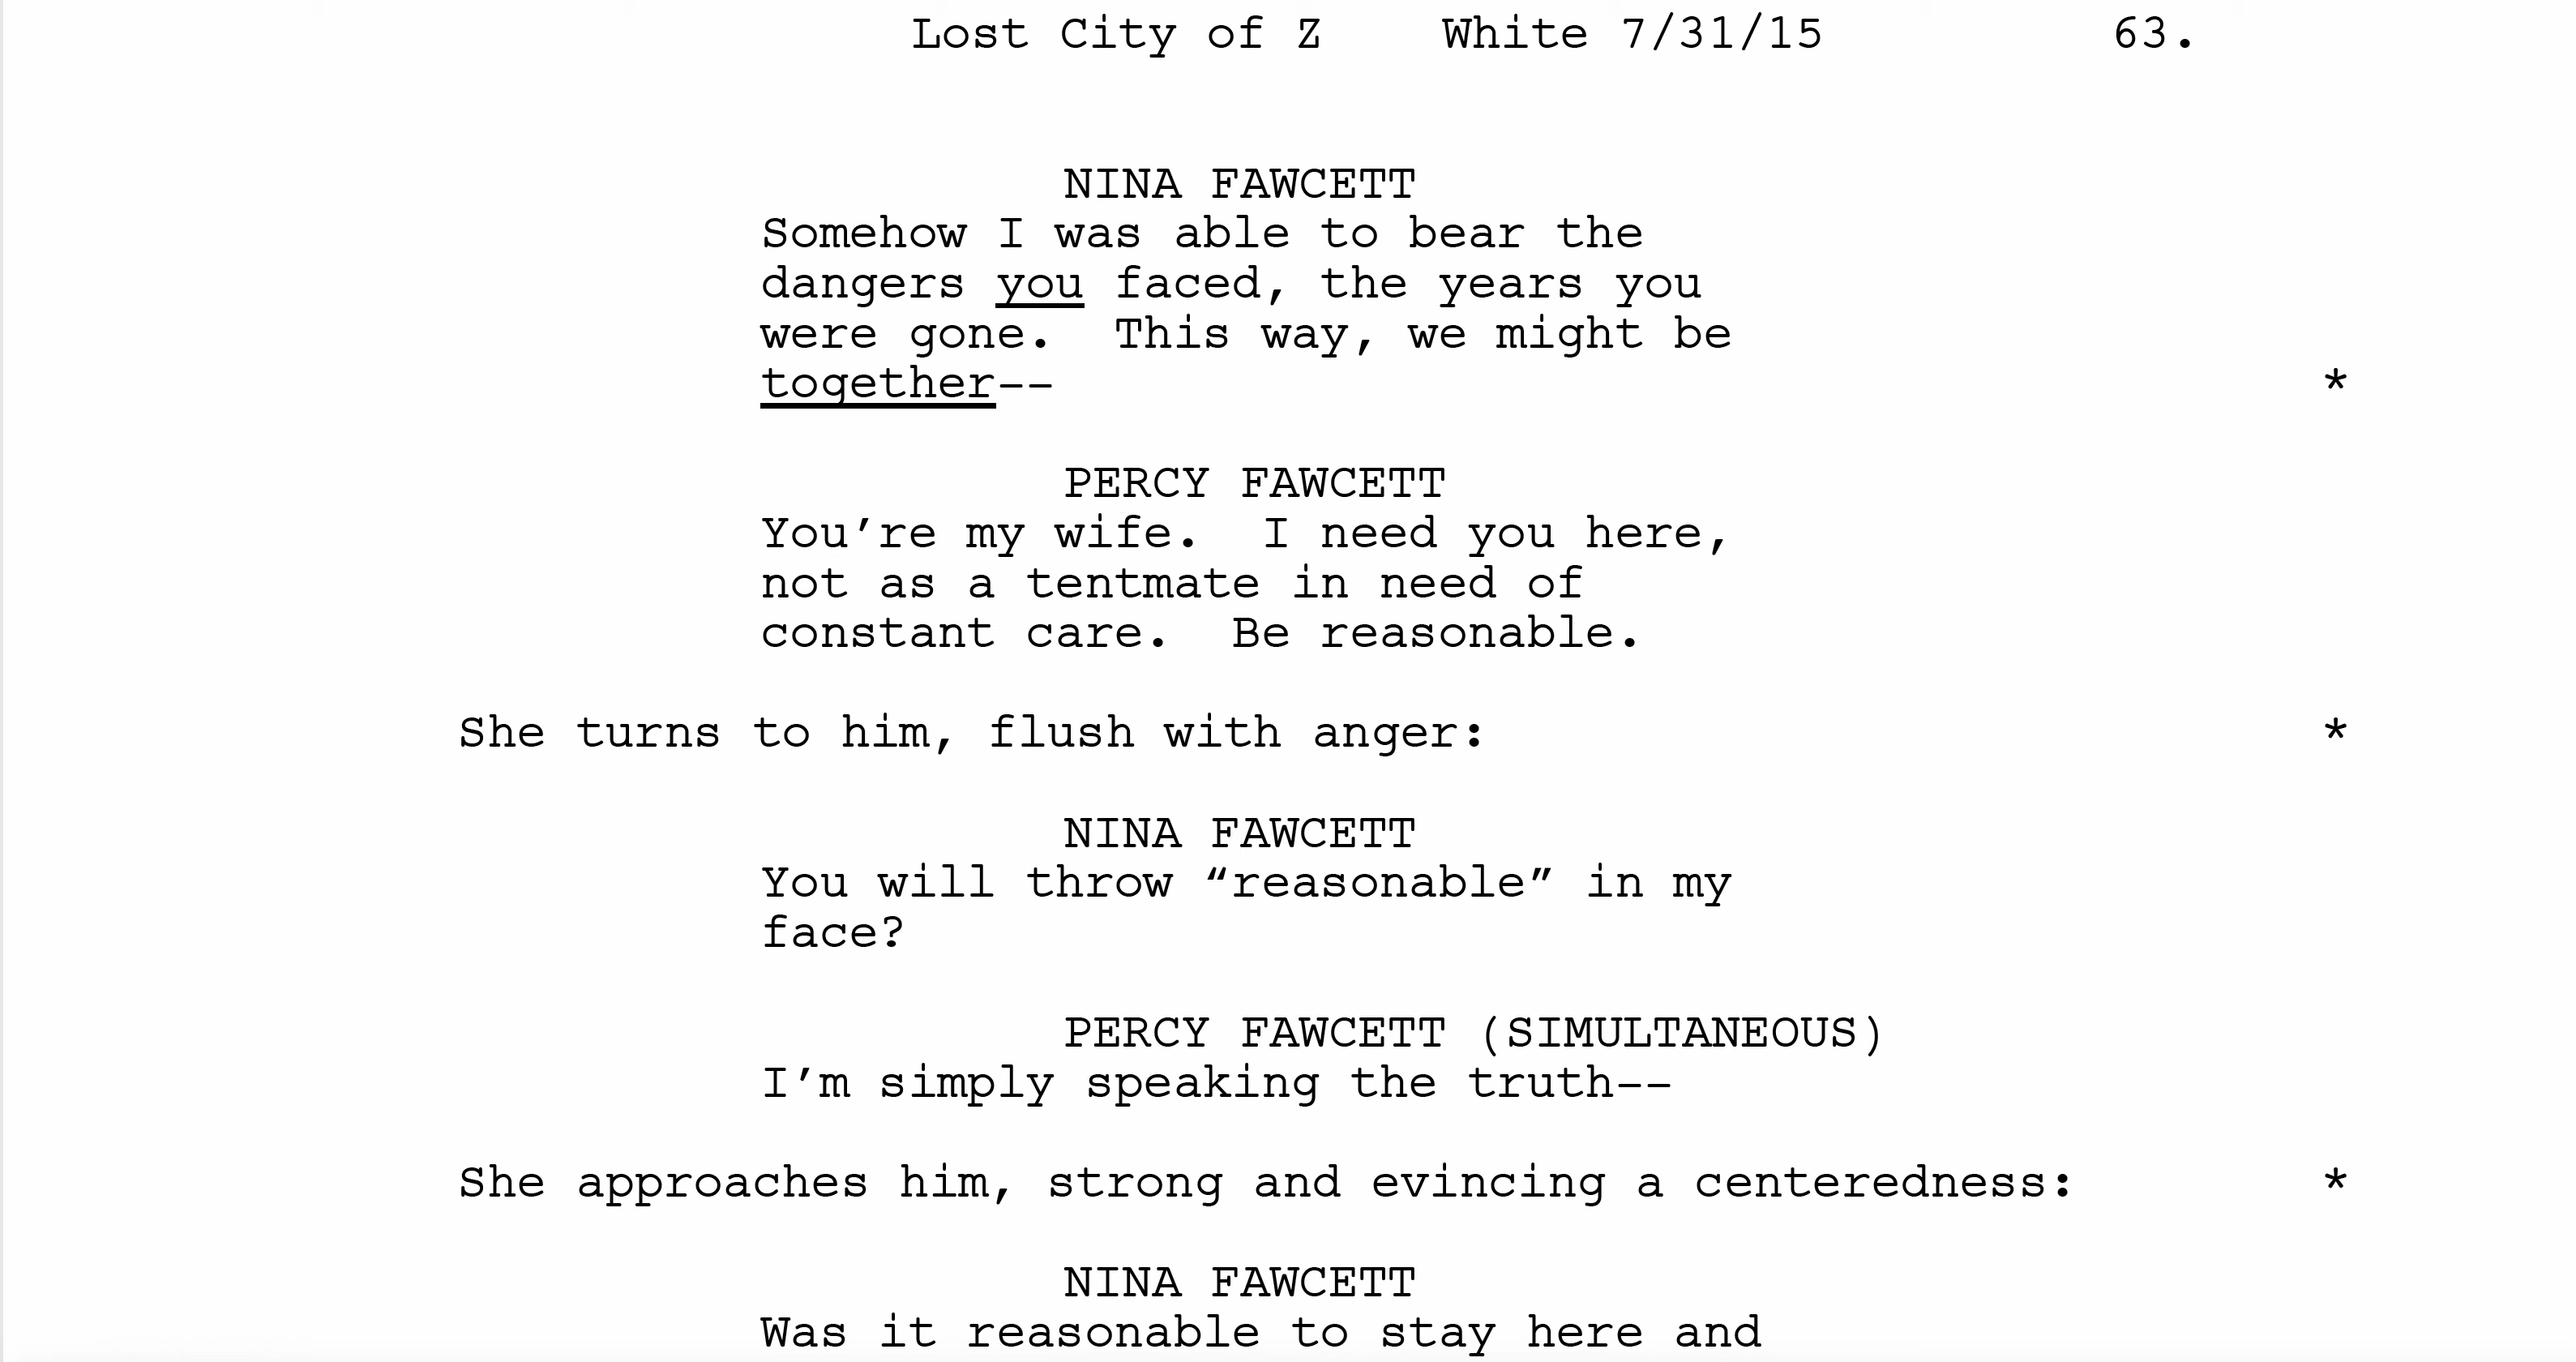 Lost City of Z    White 7/31/15    63.
NINA FAWCETT
Somehow I was able to bear the
dangers you faced, the years you
were gone.  This way, we might be
together--    *
PERCY FAWCETT
You’re my wife.  I need you here,
not as a tentmate in need of
constant care.  Be reasonable.
She turns to him, flush with anger:    *
NINA FAWCETT
You will throw “reasonable” in my
face?
PERCY FAWCETT (SIMULTANEOUS)
I’m simply speaking the truth--
She approaches him, strong and evincing a centeredness:    *
NINA FAWCETT
Was it reasonable to stay here and